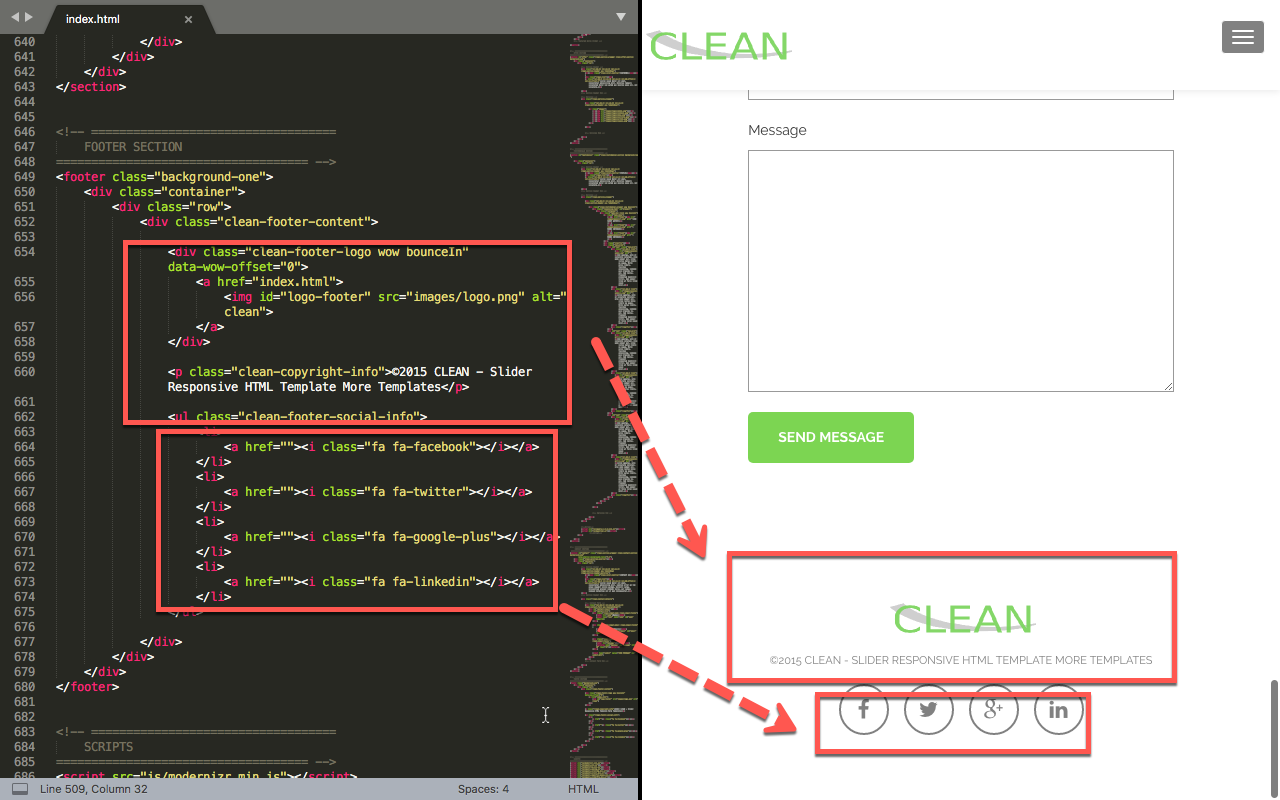 index.html ×
640 </div>
641 </div>
642 </div>
643 </section>
644
645
646 <!-- ===================================
647 FOOTER SECTION
648 ==================================== -->
649 <footer class="background-one">
650 <div class="container">
651 <div class="row">
652 <div class="clean-footer-content">
653
654 <div class="clean-footer-logo wow bounceIn"
data-wow-offset="0">
655 <a href="index.html">
656 <img id="logo-footer" src="images/logo.png" alt="
clean">
657 </a>
658 </div>
659
660 <p class="clean-copyright-info">©2015 CLEAN - Slider
Responsive HTML Template More Templates</p>
661
662 <ul class="clean-footer-social-info">
663 <li>
664 <a href=""><i class="fa fa-facebook"></i></a>
665 </li>
666 <li>
667 <a href=""><i class="fa fa-twitter"></i></a>
668 </li>
669 <li>
670 <a href=""><i class="fa fa-google-plus"></i></a>
671 </li>
672 <li>
673 <a href=""><i class="fa fa-linkedin"></i></a>
674 </li>
675 </ul>
676
677 </div>
678 </div>
679 </div>
680 </footer>
681
682
683 <!-- ===================================
684 SCRIPTS
685 ==================================== -->
686 <script src="js/modernizr.min.js"></script>
Line 509, Column 32
Spaces: 4
HTML
CLEAN
Message
SEND MESSAGE
CLEAN
©2015 CLEAN - SLIDER RESPONSIVE HTML TEMPLATE MORE TEMPLATES
f
g+
in